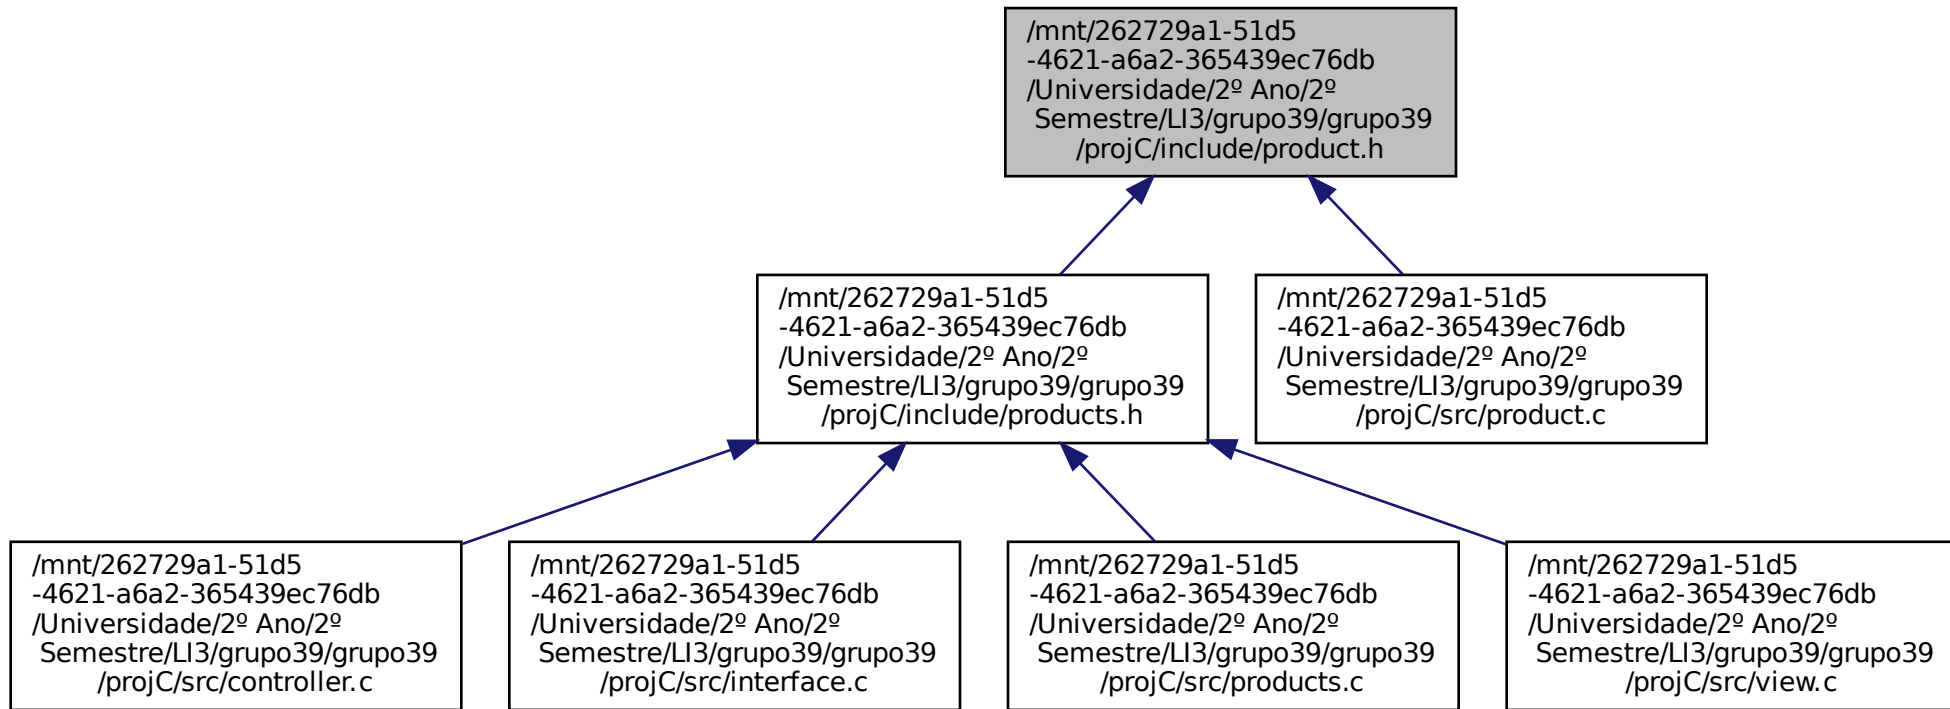 /mnt/262729a1-51d5
-4621-a6a2-365439ec76db
/Universidade/2º Ano/2º
Semestre/LI3/grupo39/grupo39
/projC/include/product.h
/mnt/262729a1-51d5
-4621-a6a2-365439ec76db
/Universidade/2º Ano/2º
Semestre/LI3/grupo39/grupo39
/projC/include/products.h
/mnt/262729a1-51d5
-4621-a6a2-365439ec76db
/Universidade/2º Ano/2º
Semestre/LI3/grupo39/grupo39
/projC/src/product.c
/mnt/262729a1-51d5
-4621-a6a2-365439ec76db
/Universidade/2º Ano/2º
Semestre/LI3/grupo39/grupo39
/projC/src/controller.c
/mnt/262729a1-51d5
-4621-a6a2-365439ec76db
/Universidade/2º Ano/2º
Semestre/LI3/grupo39/grupo39
/projC/src/interface.c
/mnt/262729a1-51d5
-4621-a6a2-365439ec76db
/Universidade/2º Ano/2º
Semestre/LI3/grupo39/grupo39
/projC/src/products.c
/mnt/262729a1-51d5
-4621-a6a2-365439ec76db
/Universidade/2º Ano/2º
Semestre/LI3/grupo39/grupo39
/projC/src/view.c